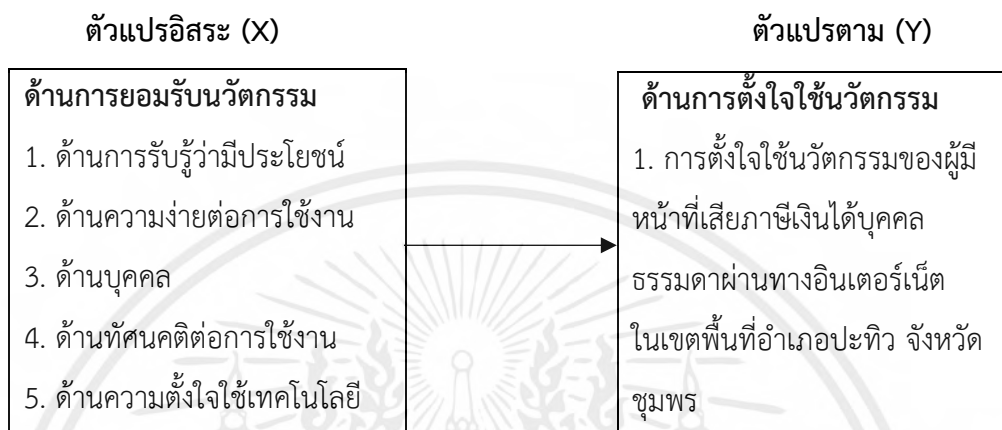 ตัวแปรอิสระ (X)
ตัวแปรตาม (Y)
ด้านการยอมรับนวัตกรรม
1. ด้านการรับรู้ว่ามีประโยชน์
2. ด้านความง่ายต่อการใช้งาน
3. ด้านบุคคล
4. ด้านทัศนคติต่อการใช้งาน
5. ด้านความตั้งใจใช้เทคโนโลยี
ด้านการตั้งใจใช้นวัตกรรม
1. การตั้งใจใช้นวัตกรรมของผู้มี
หน้าที่เสียภาษีเงินได้บุคคล
ธรรมดาผ่านทางอินเตอร์เน็ต
ในเขตพื้นที่อำเภอปะทิว จังหวัด
ชุมพร